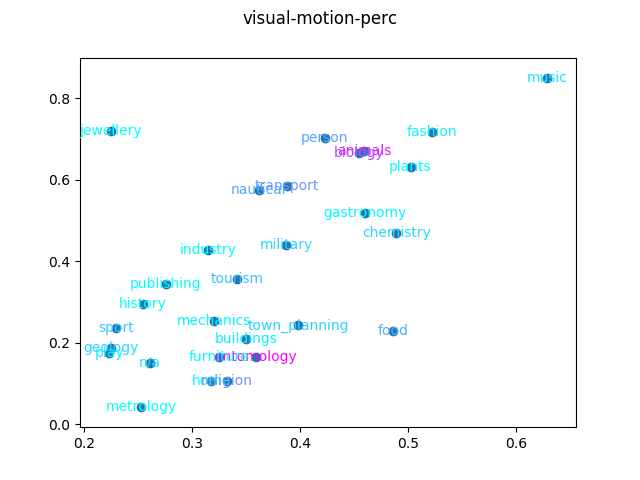 visual-motion-perc
music
0.8
jewellery
fashion
person
animals
biology
plants
transport
nautical
0.6
gastronomy
chemistry
military
industry
0.4
tourism
publishing
history
mechanics
town_planning
sport
food
buildings
0.2
geology
play
furniture
entomology
n/a
religion
metrology
0.0
0.2
0.3
0.4
0.5
0.6